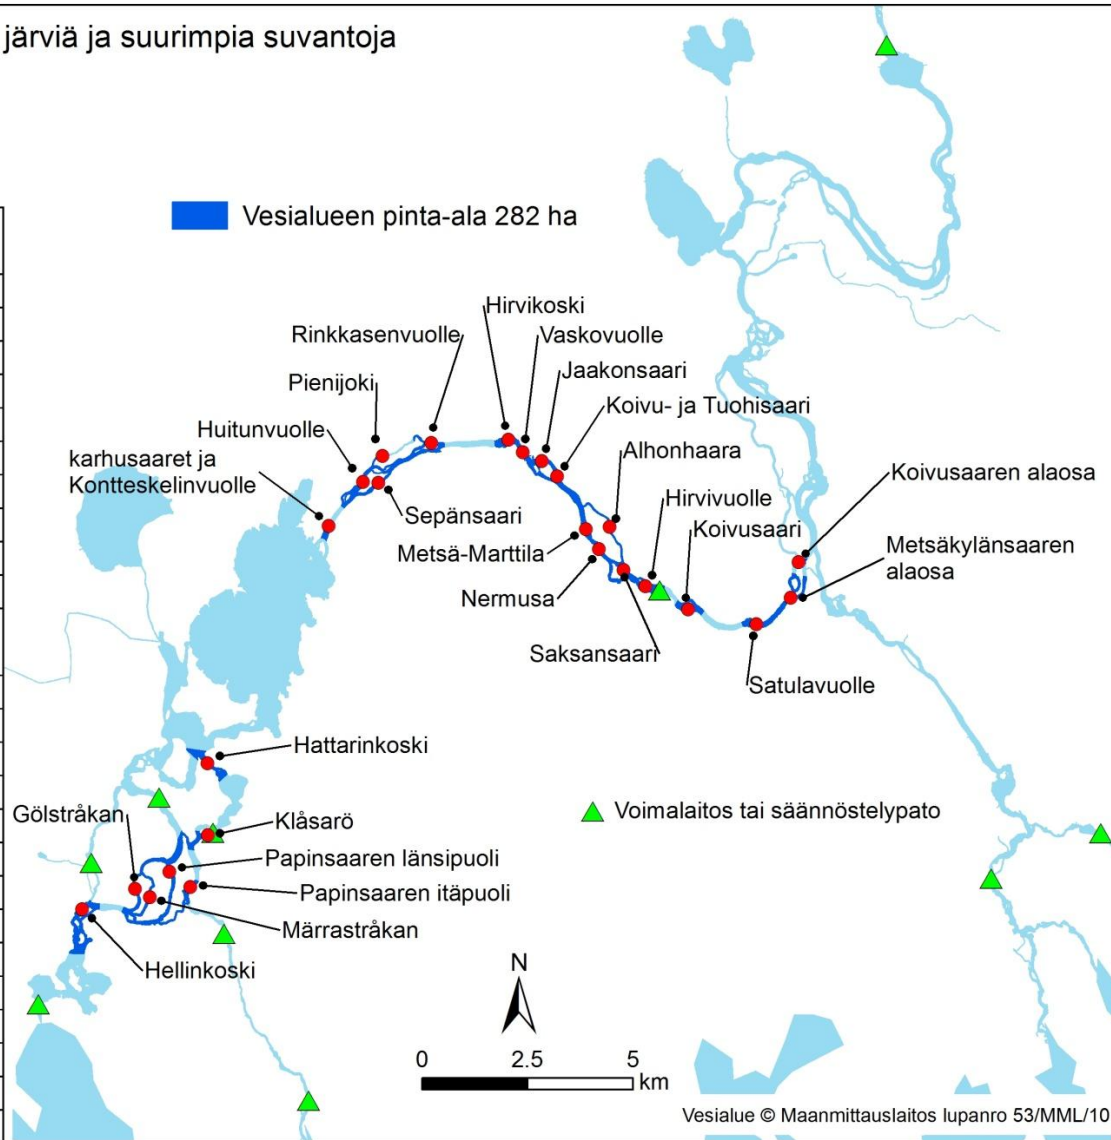 järviä ja suurimpia suvantoja
Vesialueen pinta-ala 282 ha
Hirvikoski
Rinkkasenvuolle
Vaskovuolle
Jaakonsaari
Pienijoki
Koivu- ja Tuohisaari
Huitunvuolle
Alhonhaara
karhusaaret ja
Kontteskelinvuolle
Koivusaaren alaosa
Hirvivuolle
Sepänsaari
Koivusaari
Metsä-Marttila
Metsäkylänsaaren
alaosa
Nermusa
Saksansaari
Satulavuolle
Hattarinkoski
Gölstråkan
Voimalaitos tai säännöstelypato
Klåsarö
Papinsaaren länsipuoli
Papinsaaren itäpuoli
Märrastråkan
Hellinkoski
N
0 2.5 5
km
Vesialue © Maanmittauslaitos lupanro 53/MML/10